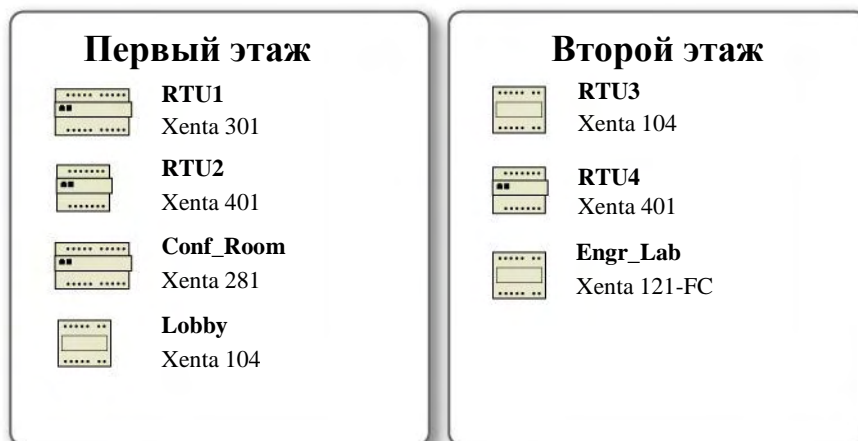 Первый этаж
RTU1
Xenta 301
RTU2
Xenta 401
Conf_Room
Xenta 281
Lobby
Xenta 104
Второй этаж
RTU3
Xenta 104
RTU4
Xenta 401
Engr_Lab
Xenta 121-FC